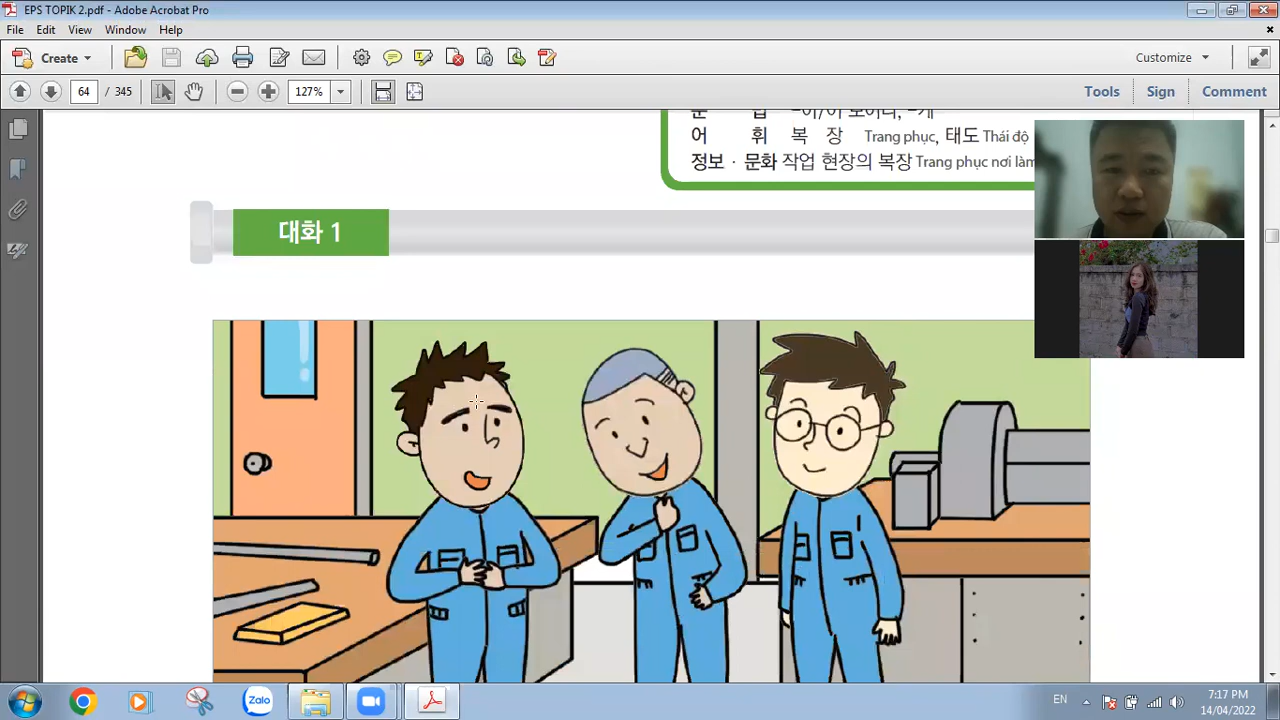 EPS TOPIK 2.pdf - Adobe Acrobat Pro
File Edit View Window Help
Create Customize
64 / 345 127% Tools Sign Comment
어 휘 복 장 Trang phục, 태도 Thái độ
정보 · 문화 작업 현장의 복장 Trang phục nơi làm
대화 1
Zalo
EN
7:17 PM
14/04/2022